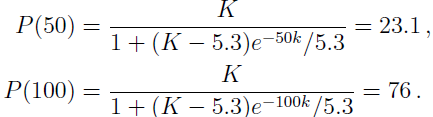 P(50) = K / (1 + (K − 5.3)e^{−50k}/5.3) = 23.1 ,
P(100) = K / (1 + (K − 5.3)e^{−100k}/5.3) = 76 .